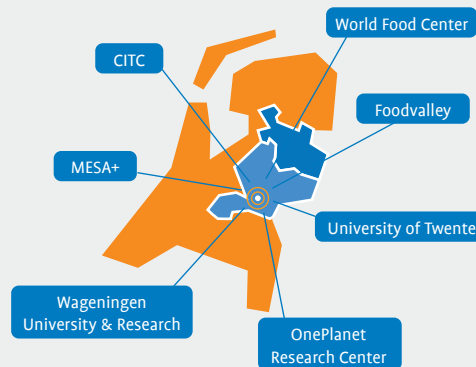 World Food Center
CITC
Foodvalley
MESA+
University of Twente
Wageningen
University & Research
OnePlanet
Research Center